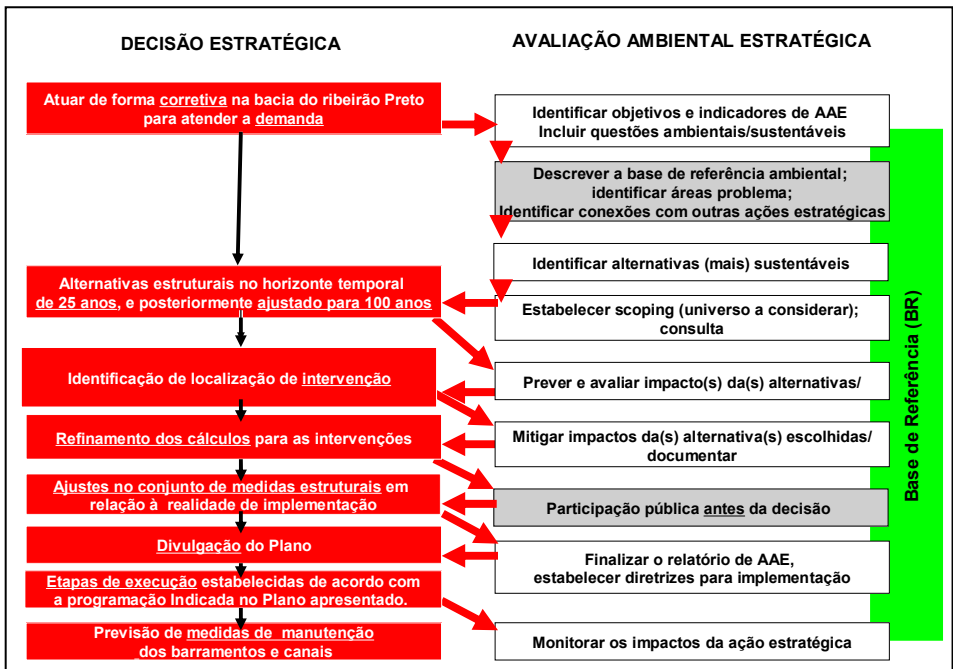 DECISÃO ESTRATÉGICA
Atuar de forma corretiva na bacia do ribeirão Preto
para atender a demanda
Alternativas estruturais no horizonte temporal
de 25 anos, e posteriormente ajustado para 100 anos
Identificação de localização de intervenção
Refinamento dos cálculos para as intervenções
Ajustes no conjunto de medidas estruturais em
relação à realidade de implementação
Divulgação do Plano
Etapas de execução estabelecidas de acordo com
a programação Indicada no Plano apresentado.
Previsão de medidas de manutenção
dos barramentos e canais
AVALIAÇÃO AMBIENTAL ESTRATÉGICA
Identificar objetivos e indicadores de AAE
Incluir questões ambientais/sustentáveis
Descrever a base de referência ambiental;
identificar áreas problema;
Identificar conexões com outras ações estratégicas
Identificar alternativas (mais) sustentáveis
Estabelecer scoping (universo a considerar);
consulta
Prever e avaliar impacto(s) da(s) alternativas/
Mitigar impactos da(s) alternativa(s) escolhidas/
documentar
Participação pública antes da decisão
Finalizar o relatório de AAE,
estabelecer diretrizes para implementação
Monitorar os impactos da ação estratégica
Base de Referência (BR)